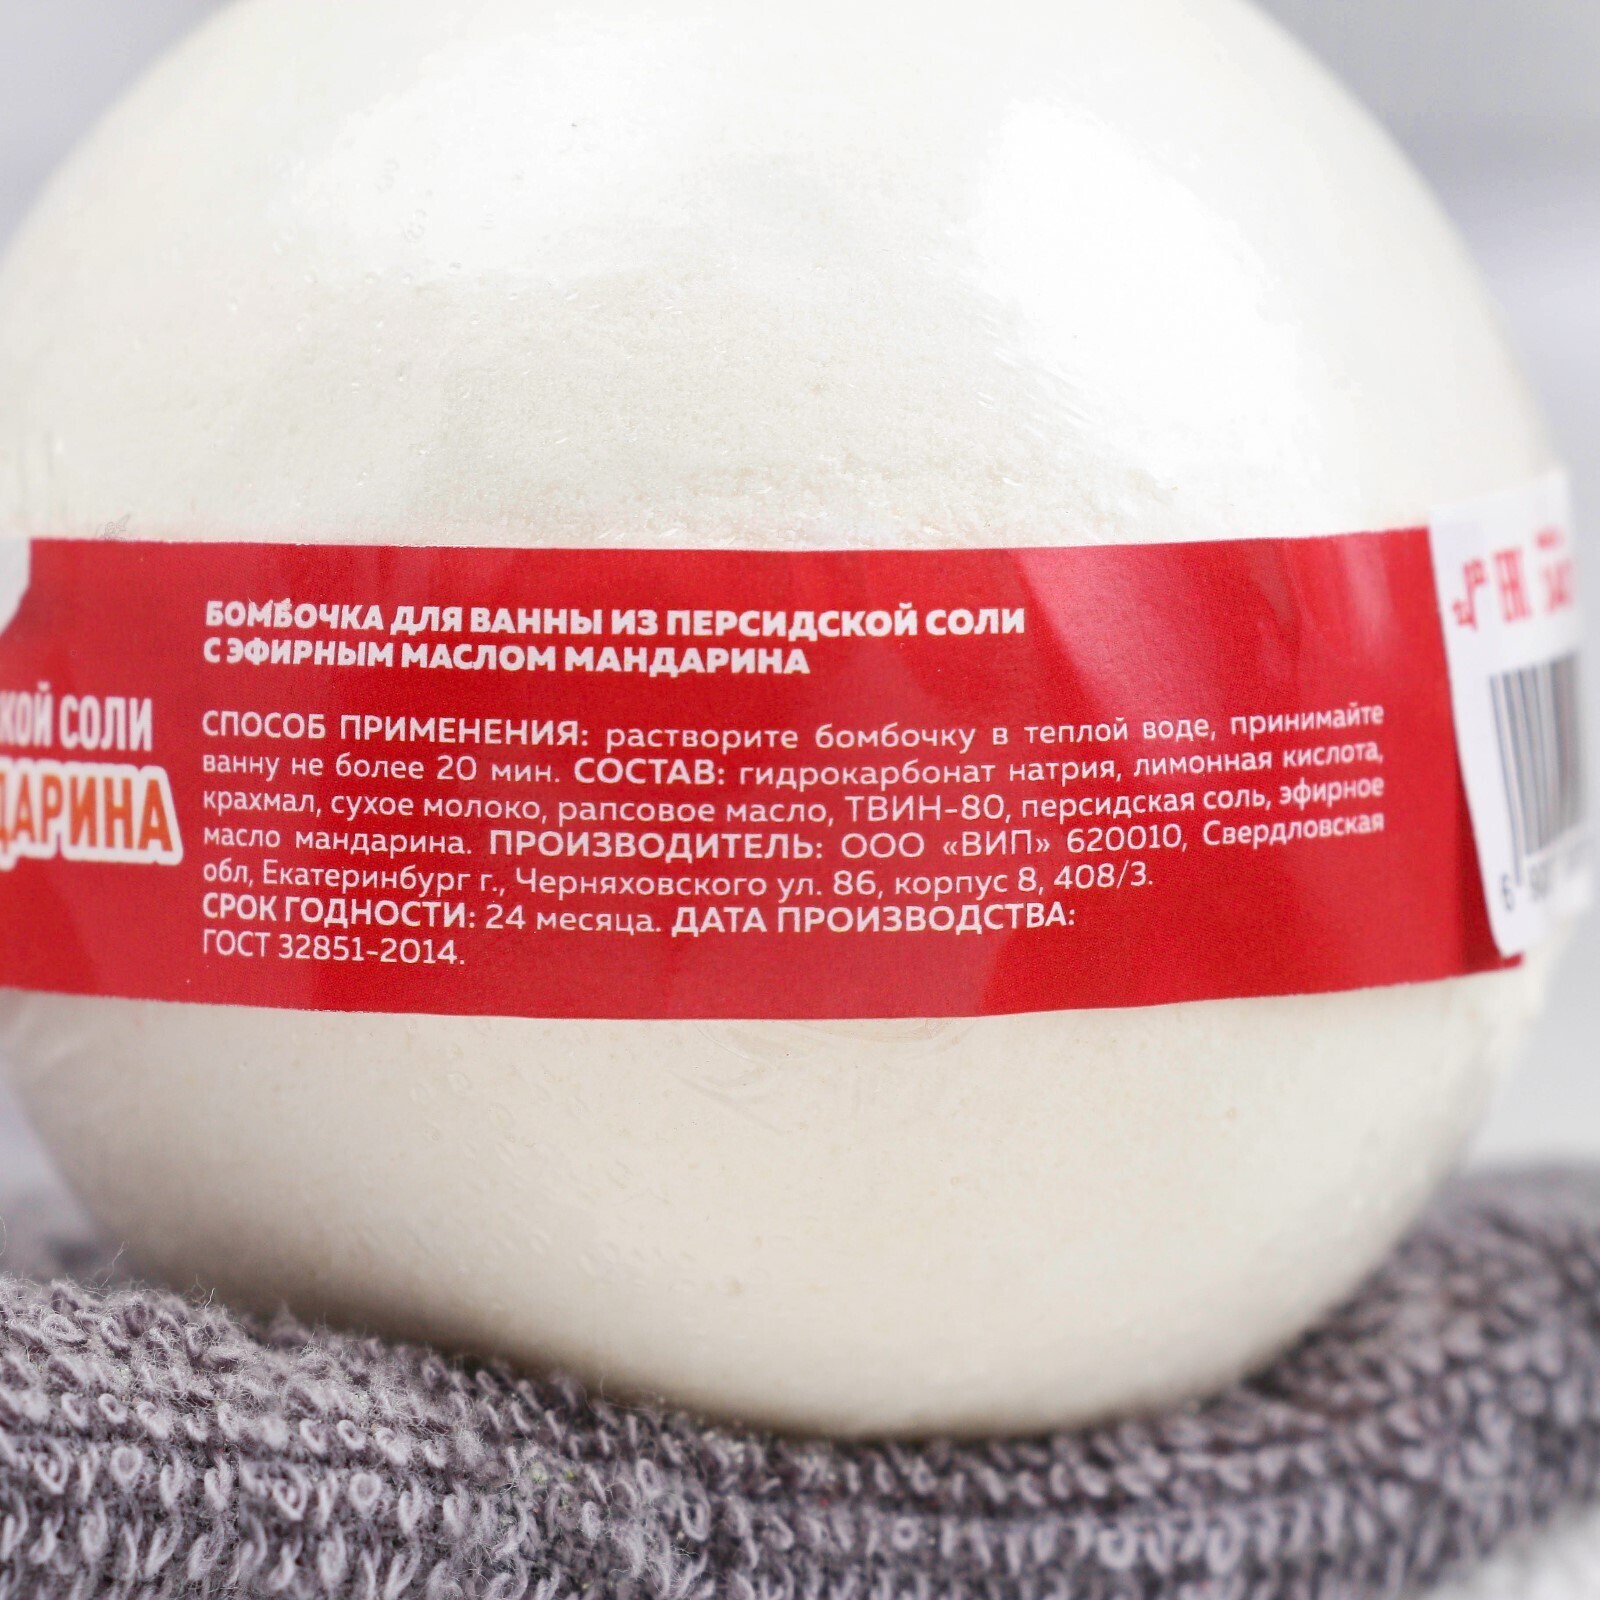 БОМБОЧКА ДЛЯ ВАННЫ ИЗ ПЕРСИДСКОЙ СОЛИ
С ЭФИРНЫМ МАСЛОМ МАНДАРИНА
СПОСОБ ПРИМЕНЕНИЯ: растворите бомбочку в теплой воде, принимайте
ванну не более 20 мин. СОСТАВ: гидрокарбонат натрия, лимонная кислота,
крахмал, сухое молоко, рапсовое масло, ТВИН-80, персидская соль, эфирное
масло мандарина. ПРОИЗВОДИТЕЛЬ: ООО «ВИП» 620010, Свердловская
обл, Екатеринбург г., Черняховского ул. 86, корпус 8, 408/3.
СРОК ГОДНОСТИ: 24 месяца. ДАТА ПРОИЗВОДСТВА:
ГОСТ 32851-2014.
КОЙ СОЛИ
ДАРИНА
EAC
6